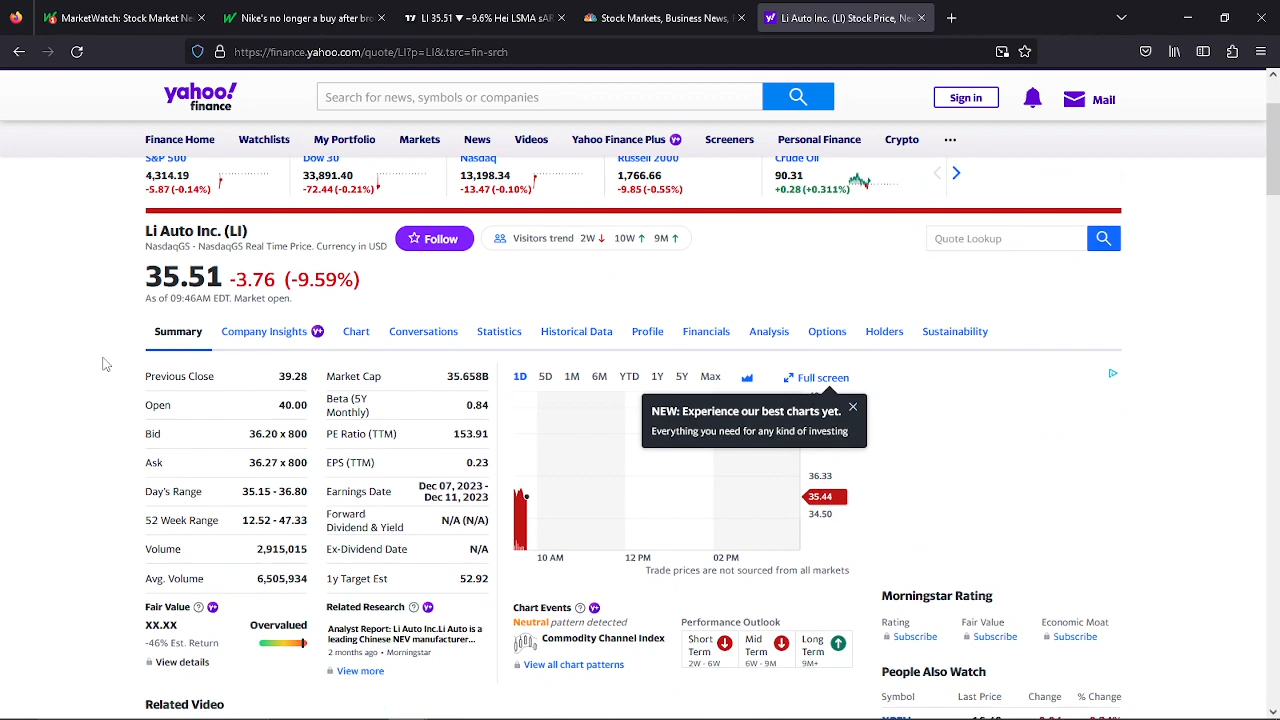 MarketWatch: Stock Market Ne
Nike's no longer a buy after bro
LI 35.41 ▼ −9.85%
Stock Markets, Business News,
Li Auto Inc. (LI) Stock Price, Ne
https://finance.yahoo.com/quote/LI?p=LI&.tsrc=fin-srch
yahoo!
finance
Search for news, symbols or companies
Sign in
Mail
Finance Home Watchlists My Portfolio Markets News Videos Yahoo Finance Plus Y+ Screeners Personal Finance Crypto ...
S&P 500 Dow 30 Nasdaq Russell 2000 Crude Oil
4,314.19 33,891.40 13,198.34 1,766.66 90.31
-5.87 (-0.14%) -72.44 (-0.21%) -13.47 (-0.10%) -9.85 (-0.55%) +0.28 (+0.311%)
Li Auto Inc. (LI)
NasdaqGS - NasdaqGS Real Time Price. Currency in USD
Follow
Visitors trend 2W↓ 10W↑ 9M↑
Quote Lookup
35.51 -3.76 (-9.59%)
As of 09:46AM EDT. Market open.
Summary Company Insights Y+ Chart Conversations Statistics Historical Data Profile Financials Analysis Options Holders Sustainability
Previous Close 39.28
Open 40.00
Bid 36.20 x 800
Ask 36.27 x 800
Day's Range 35.15 - 36.80
52 Week Range 12.52 - 47.33
Volume 2,915,015
Avg. Volume 6,505,934
Market Cap 35.658B
Beta (5Y
Monthly) 0.84
PE Ratio (TTM) 153.91
EPS (TTM) 0.23
Earnings Date Dec 07, 2023 -
Dec 11, 2023
Forward
Dividend & Yield N/A (N/A)
Ex-Dividend Date N/A
1y Target Est 52.92
Fair Value
XX.XX Overvalued
-46% Est. Return
View details
Related Research
Analyst Report: Li Auto Inc.Li Auto is a
leading Chinese NEV manufacturer...
2 months ago • Morningstar
View more
1D 5D 1M 6M YTD 1Y 5Y Max
Full screen
NEW: Experience our best charts yet.
Everything you need for any kind of investing
36.33
35.44
34.50
10 AM 12 PM 02 PM
Trade prices are not sourced from all markets
Chart Events
Neutral pattern detected
Commodity Channel Index
View all chart patterns
Performance Outlook
Short
Term
2W - 6W
Mid
Term
6W - 9M
Long
Term
9M+
Morningstar Rating
Rating Fair Value Economic Moat
Subscribe Subscribe Subscribe
People Also Watch
Symbol Last Price Change % Change
Related Video